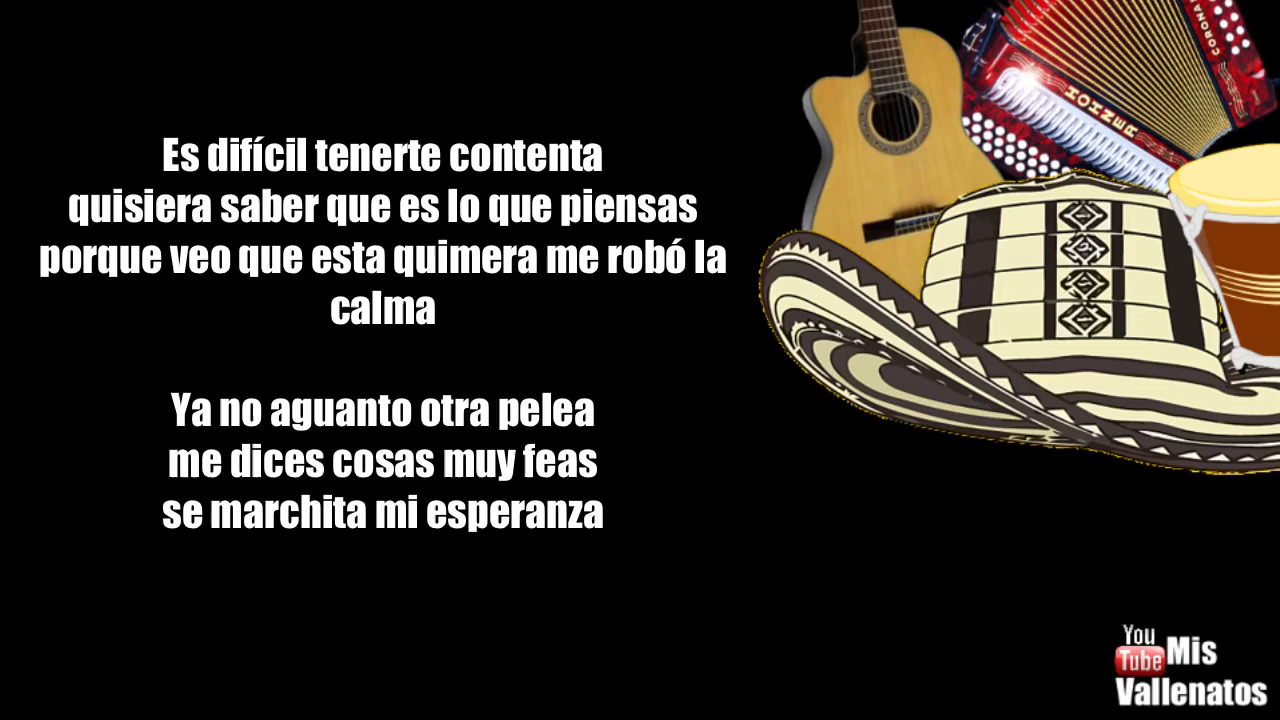 Es difícil tenerte contenta
quisiera saber que es lo que piensas
porque veo que esta quimera me robó la
calma
Ya no aguanto otra pelea
me dices cosas muy feas
se marchita mi esperanza
HOHNER
You
Tube Mis
Vallenatos